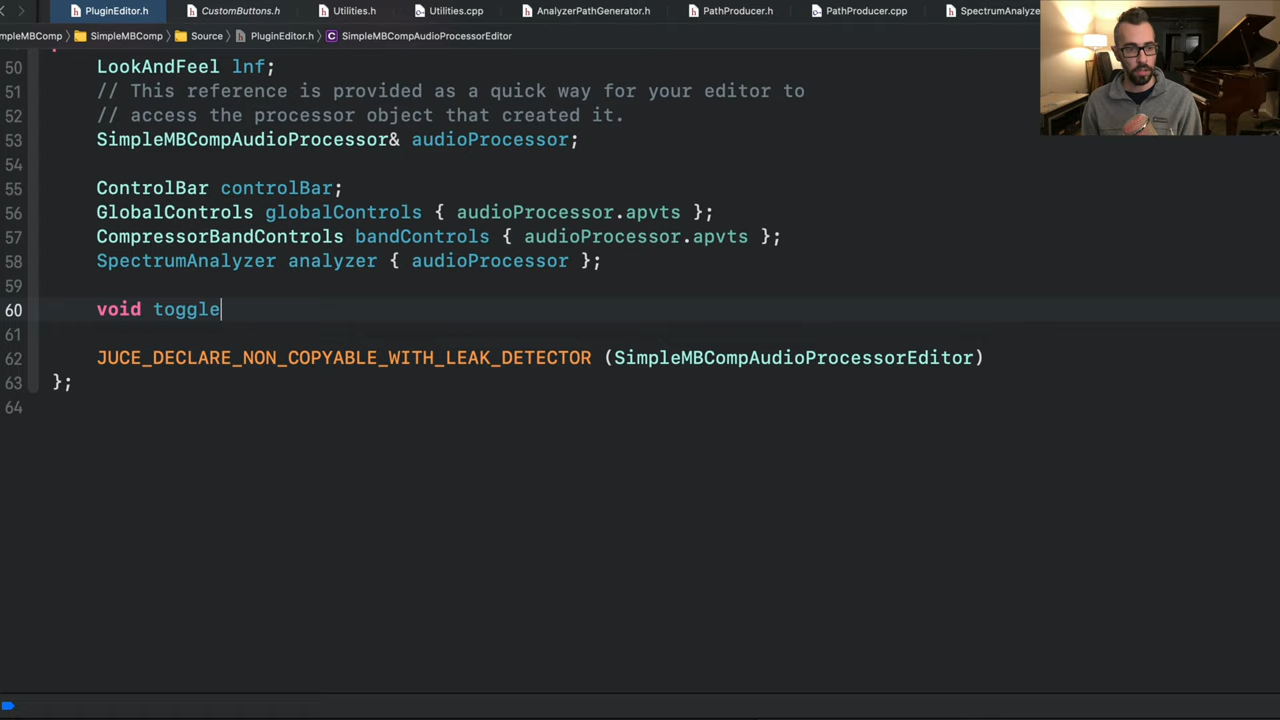 PluginEditor.h CustomButtons.h Utilities.h Utilities.cpp AnalyzerPathGenerator.h PathProducer.h PathProducer.cpp SpectrumAnalyze
mpleMBComp SimpleMBComp Source PluginEditor.h SimpleMBCompAudioProcessorEditor
50 LookAndFeel lnf;
51 // This reference is provided as a quick way for your editor to
52 // access the processor object that created it.
53 SimpleMBCompAudioProcessor& audioProcessor;
54
55 ControlBar controlBar;
56 GlobalControls globalControls { audioProcessor.apvts };
57 CompressorBandControls bandControls { audioProcessor.apvts };
58 SpectrumAnalyzer analyzer { audioProcessor };
59
60 void toggle
61
62 JUCE_DECLARE_NON_COPYABLE_WITH_LEAK_DETECTOR (SimpleMBCompAudioProcessorEditor)
63 };
64